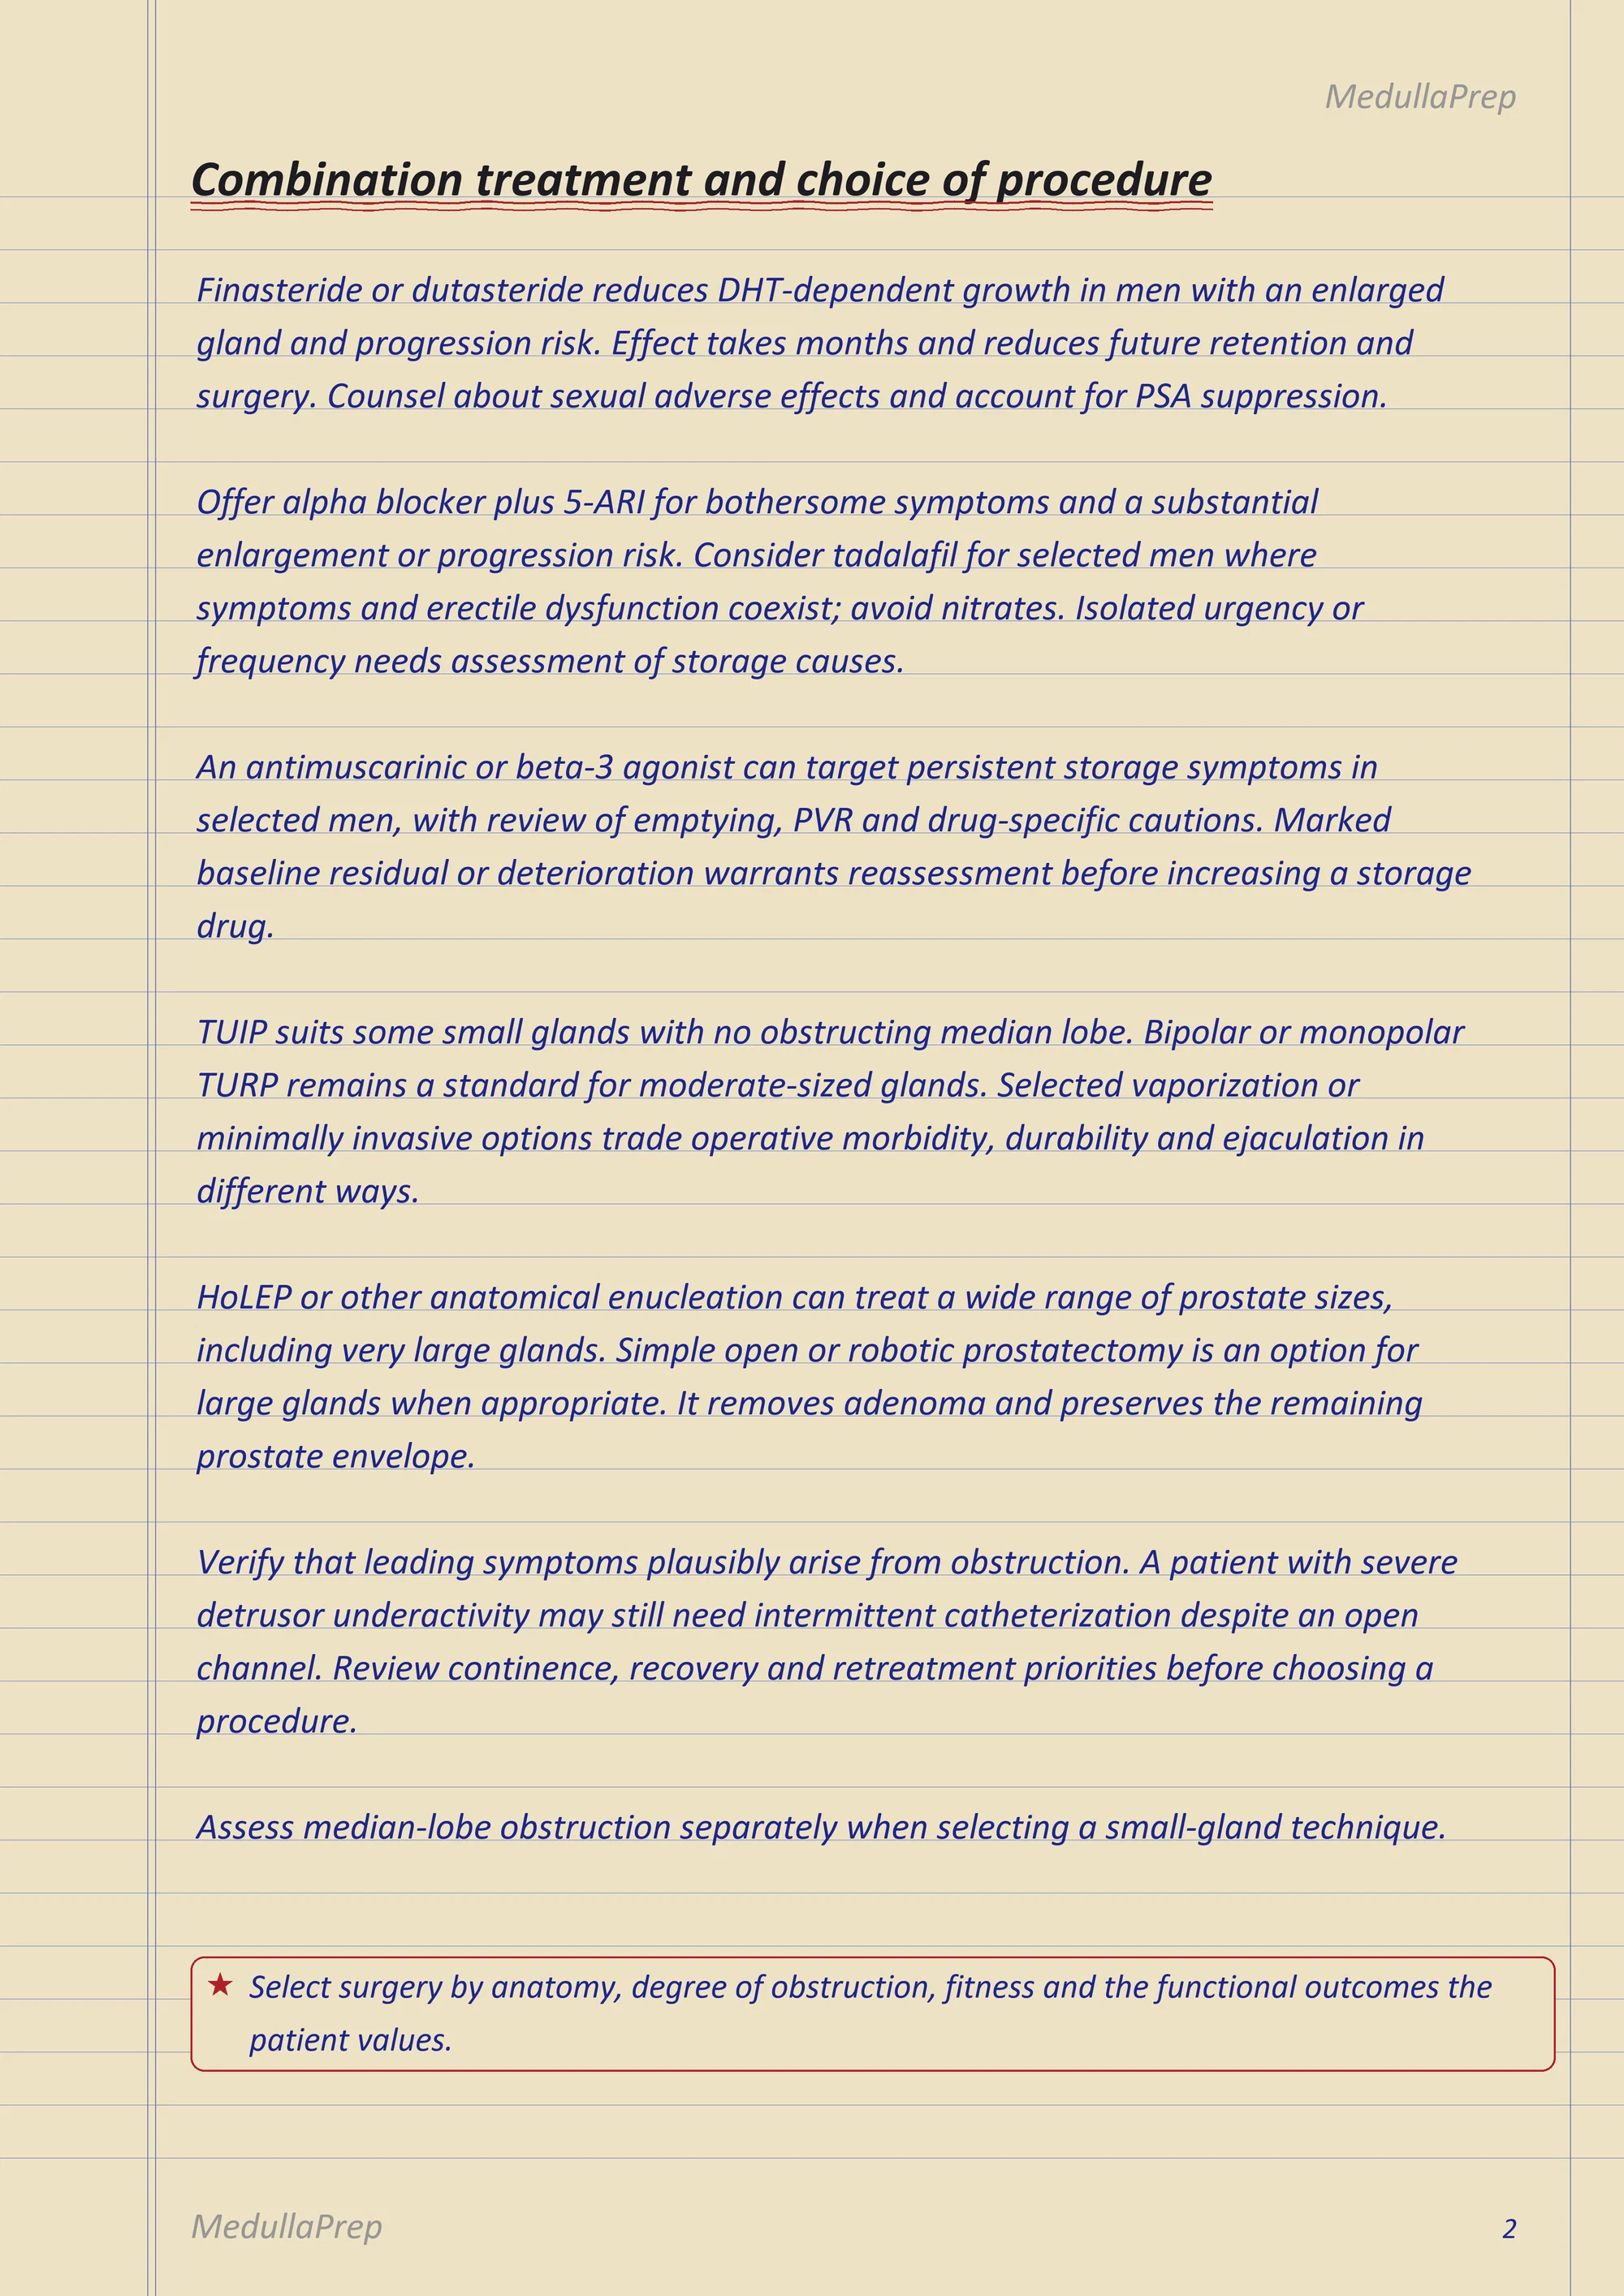 MedullaPrep
Combination treatment and choice of procedure
Finasteride or dutasteride reduces DHT-dependent growth in men with an enlarged
gland and progression risk. Effect takes months and reduces future retention and
surgery. Counsel about sexual adverse effects and account for PSA suppression.
Offer alpha blocker plus 5-ARI for bothersome symptoms and a substantial
enlargement or progression risk. Consider tadalafil for selected men where
symptoms and erectile dysfunction coexist; avoid nitrates. Isolated urgency or
frequency needs assessment of storage causes.
An antimuscarinic or beta-3 agonist can target persistent storage symptoms in
selected men, with review of emptying, PVR and drug-specific cautions. Marked
baseline residual or deterioration warrants reassessment before increasing a storage
drug.
TUIP suits some small glands with no obstructing median lobe. Bipolar or monopolar
TURP remains a standard for moderate-sized glands. Selected vaporization or
minimally invasive options trade operative morbidity, durability and ejaculation in
different ways.
HoLEP or other anatomical enucleation can treat a wide range of prostate sizes,
including very large glands. Simple open or robotic prostatectomy is an option for
large glands when appropriate. It removes adenoma and preserves the remaining
prostate envelope.
Verify that leading symptoms plausibly arise from obstruction. A patient with severe
detrusor underactivity may still need intermittent catheterization despite an open
channel. Review continence, recovery and retreatment priorities before choosing a
procedure.
Assess median-lobe obstruction separately when selecting a small-gland technique.
★ Select surgery by anatomy, degree of obstruction, fitness and the functional outcomes the
patient values.
MedullaPrep
2